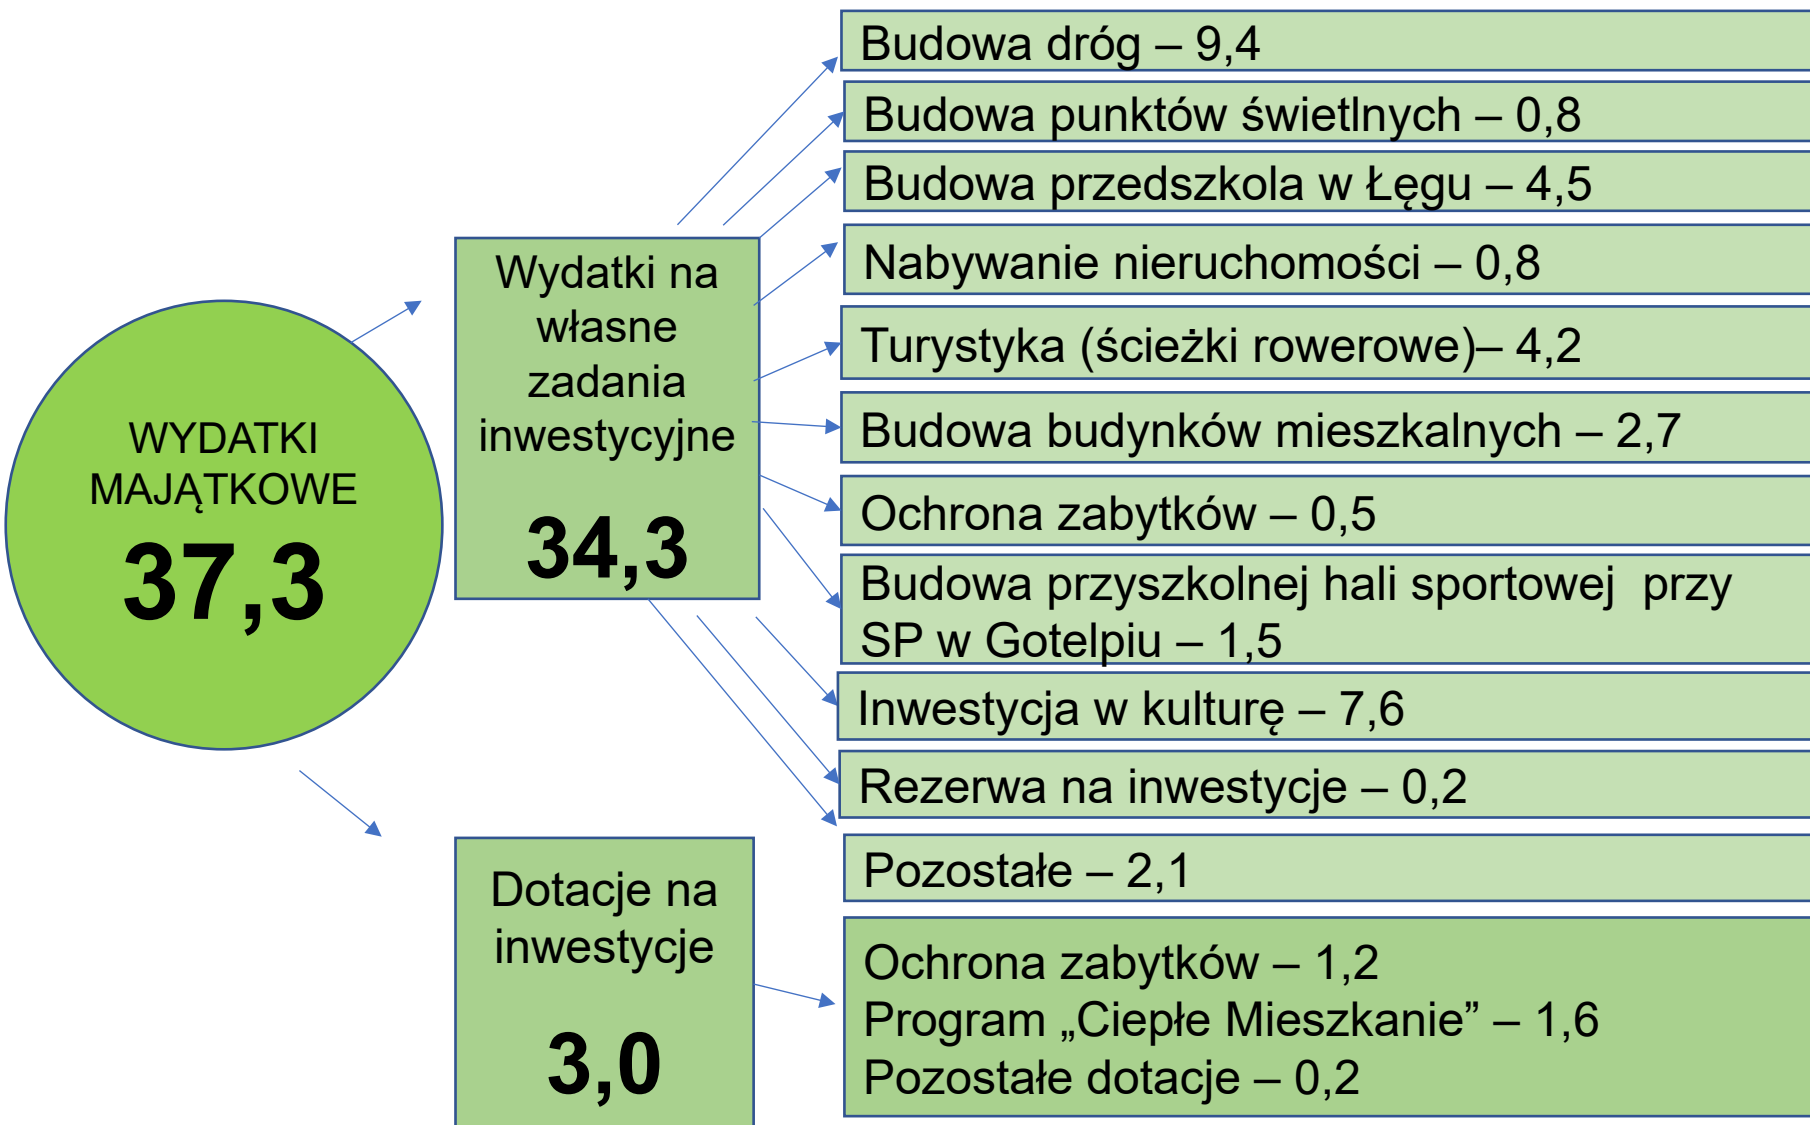 WYDATKI
MAJĄTKOWE
37,3
Wydatki na
własne
zadania
inwestycyjne
34,3
Budowa dróg – 9,4
Budowa punktów świetlnych – 0,8
Budowa przedszkola w Łęgu – 4,5
Nabywanie nieruchomości – 0,8
Turystyka (ścieżki rowerowe)– 4,2
Budowa budynków mieszkalnych – 2,7
Ochrona zabytków – 0,5
Budowa przyszkolnej hali sportowej  przy
SP w Gotelpiu – 1,5
Inwestycja w kulturę – 7,6
Rezerwa na inwestycje – 0,2
Pozostałe – 2,1
Dotacje na
inwestycje
3,0
Ochrona zabytków – 1,2
Program „Ciepłe Mieszkanie” – 1,6
Pozostałe dotacje – 0,2